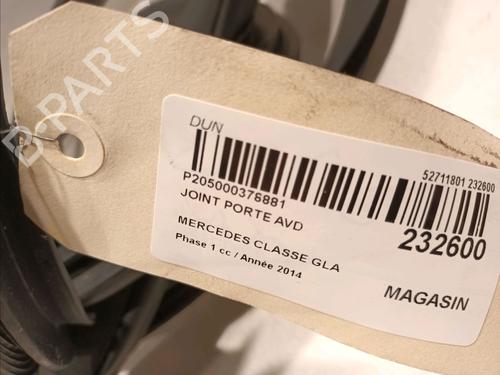 B-PARTS
DUN
52711801 232600
P205000376881
JOINT PORTE AVD
232600
MERCEDES CLASSE GLA
Phase 1 cc / Année 2014
MAGASIN